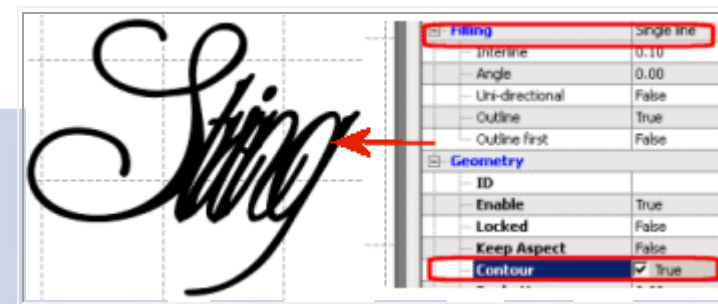 Sting
Filling Single line
Interline 0.10
Angle 0.00
Uni-directional False
Outline True
Outline first False
Geometry
ID
Enable True
Locked False
Keep Aspect False
Contour True